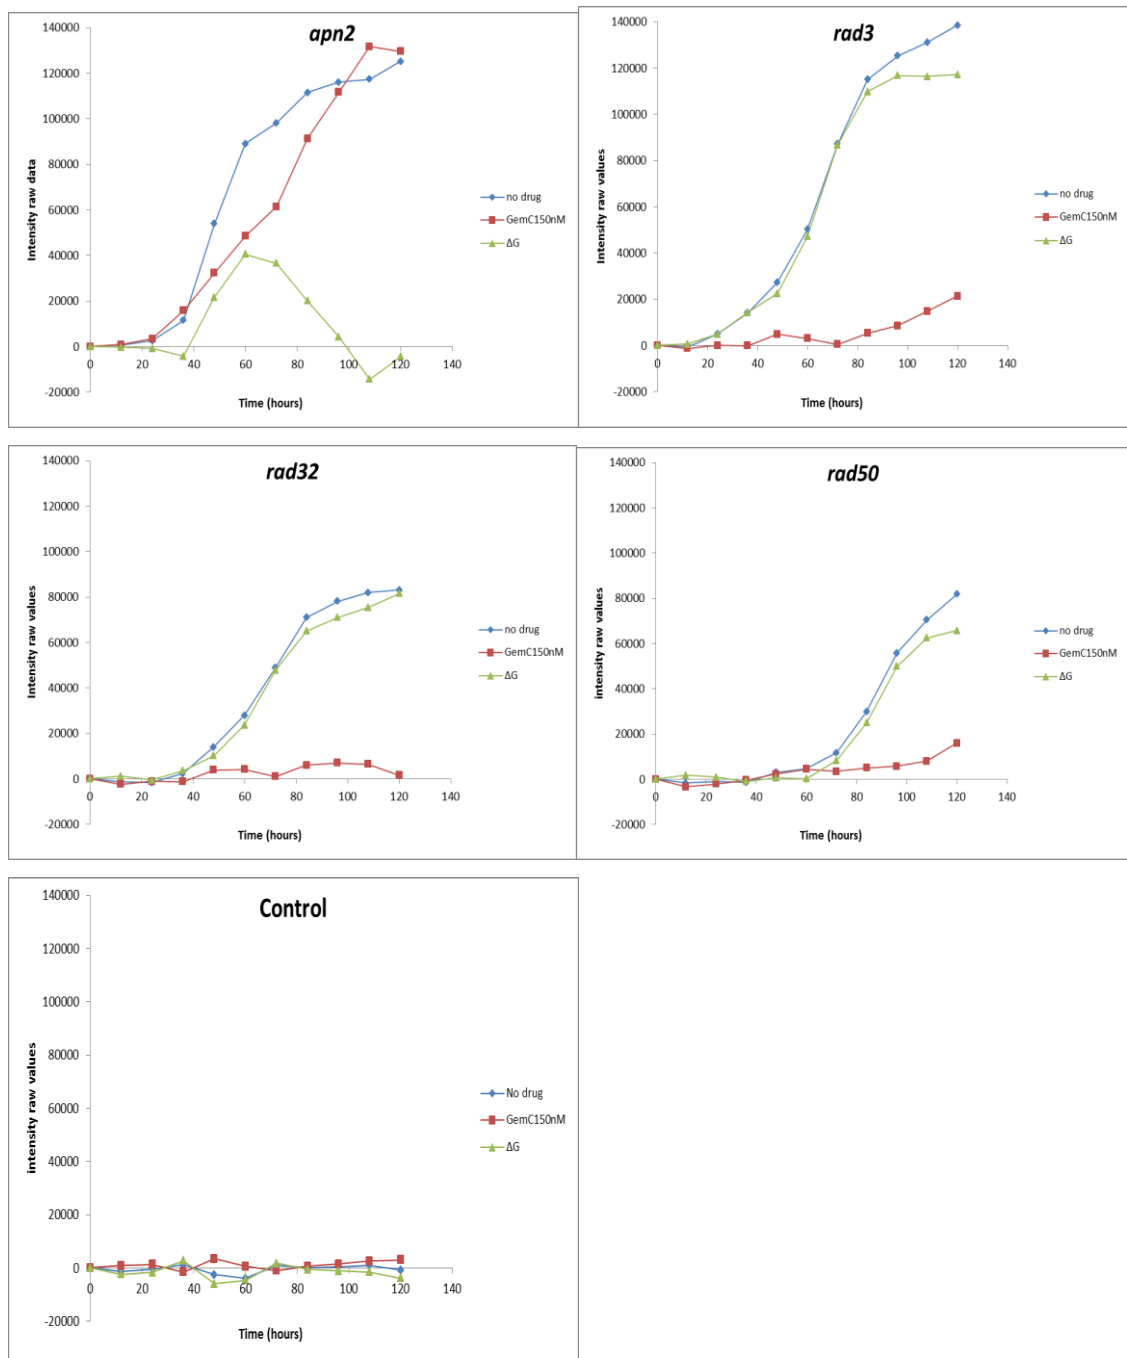 apn2
140000
120000
100000
80000
60000
40000
20000
0
-20000
0 20 40 60 80 100 120 140
Intensity raw data
Time (hours)
no drug
GemC150nM
ΔG
rad3
140000
120000
100000
80000
60000
40000
20000
0
-20000
0 20 40 60 80 100 120 140
Intensity raw values
Time (hours)
no drug
GemC150nM
ΔG
rad32
140000
120000
100000
80000
60000
40000
20000
0
-20000
0 20 40 60 80 100 120 140
Intensity raw values
Time (hours)
no drug
GemC150nM
ΔG
rad50
140000
120000
100000
80000
60000
40000
20000
0
-20000
0 20 40 60 80 100 120 140
intensity raw values
Time (hours)
no drug
GemC150nM
ΔG
Control
140000
120000
100000
80000
60000
40000
20000
0
-20000
0 20 40 60 80 100 120 140
intensity raw values
Time (hours)
No drug
GemC150nM
ΔG